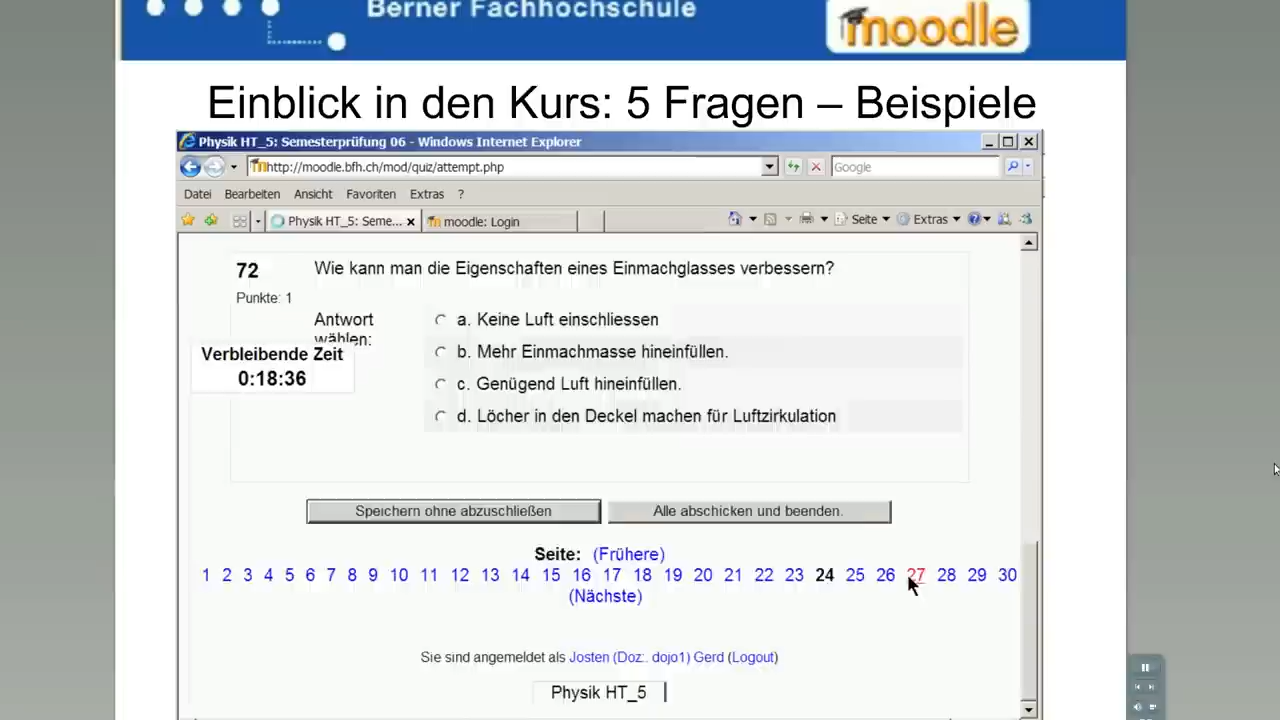 Berner Fachhochschule
moodle
Einblick in den Kurs: 5 Fragen – Beispiele
Physik HT_5: Semesterprüfung 06 - Windows Internet Explorer
http://moodle.bfh.ch/mod/quiz/attempt.php
Google
Datei Bearbeiten Ansicht Favoriten Extras ?
Physik HT_5: Seme... moodle: Login Seite Extras
72 Wie kann man die Eigenschaften eines Einmachglasses verbessern?
Punkte: 1
Antwort wählen:
a. Keine Luft einschliessen
b. Mehr Einmachmasse hineinfüllen.
c. Genügend Luft hineinfüllen.
d. Löcher in den Deckel machen für Luftzirkulation
Verbleibende Zeit
0:18:36
Speichern ohne abzuschließen Alle abschicken und beenden.
Seite: (Frühere)
1 2 3 4 5 6 7 8 9 10 11 12 13 14 15 16 17 18 19 20 21 22 23 24 25 26 27 28 29 30
(Nächste)
Sie sind angemeldet als Josten (Doz:. dojo1) Gerd (Logout)
Physik HT_5